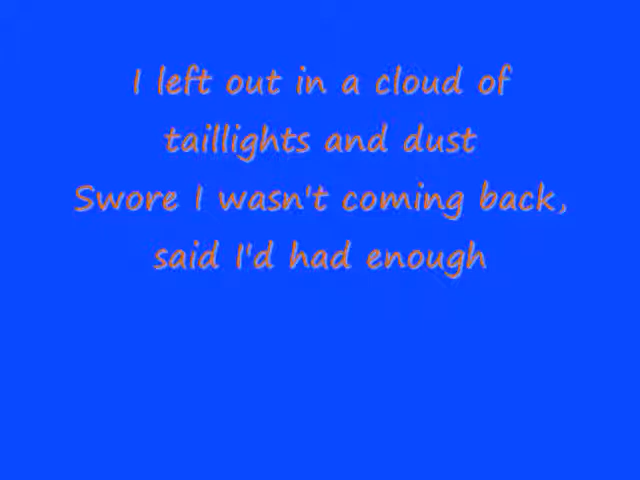 I left out in a cloud of
taillights and dust
Swore I wasn't coming back,
said I'd had enough